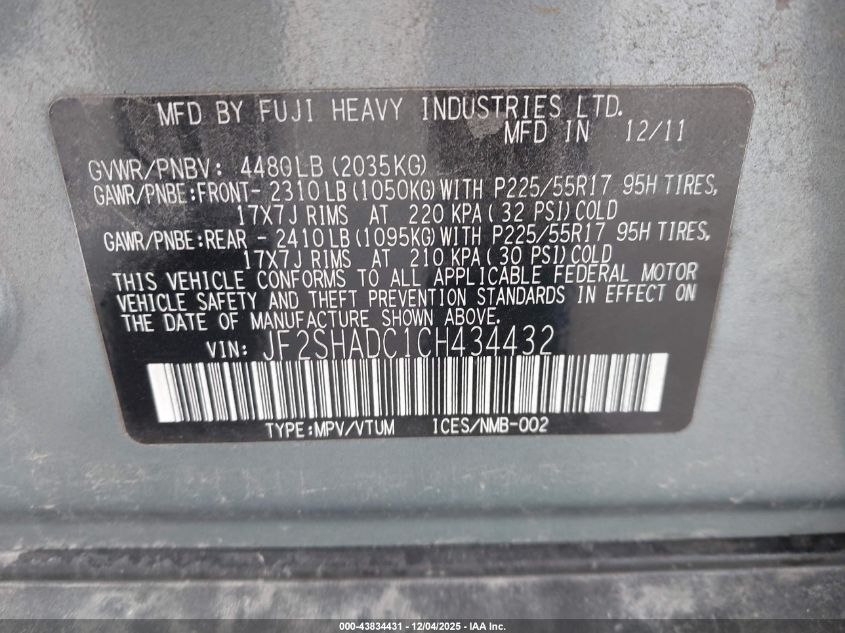 MFD BY FUJI HEAVY INDUSTRIES LTD.
MFD IN 12/11
GVWR/PNBV: 4480LB (2035KG)
GAWR/PNBE:FRONT- 2310LB (1050KG) WITH P225/55R17 95H TIRES,
17X7J RIMS AT 220 KPA( 32 PSI) COLD
GAWR/PNBE:REAR - 2410LB (1095KG) WITH P225/55R17 95H TIRES,
17X7J RIMS AT 210 KPA( 30 PSI) COLD
THIS VEHICLE CONFORMS TO ALL APPLICABLE FEDERAL MOTOR
VEHICLE SAFETY AND THEFT PREVENTION STANDARDS IN EFFECT ON
THE DATE OF MANUFACTURE SHOWN ABOVE.
VIN: JF2SHADC1CH434432
TYPE:MPV/VTUM ICES/NMB-002
000-43834431 - 12/04/2025 - IAA Inc.